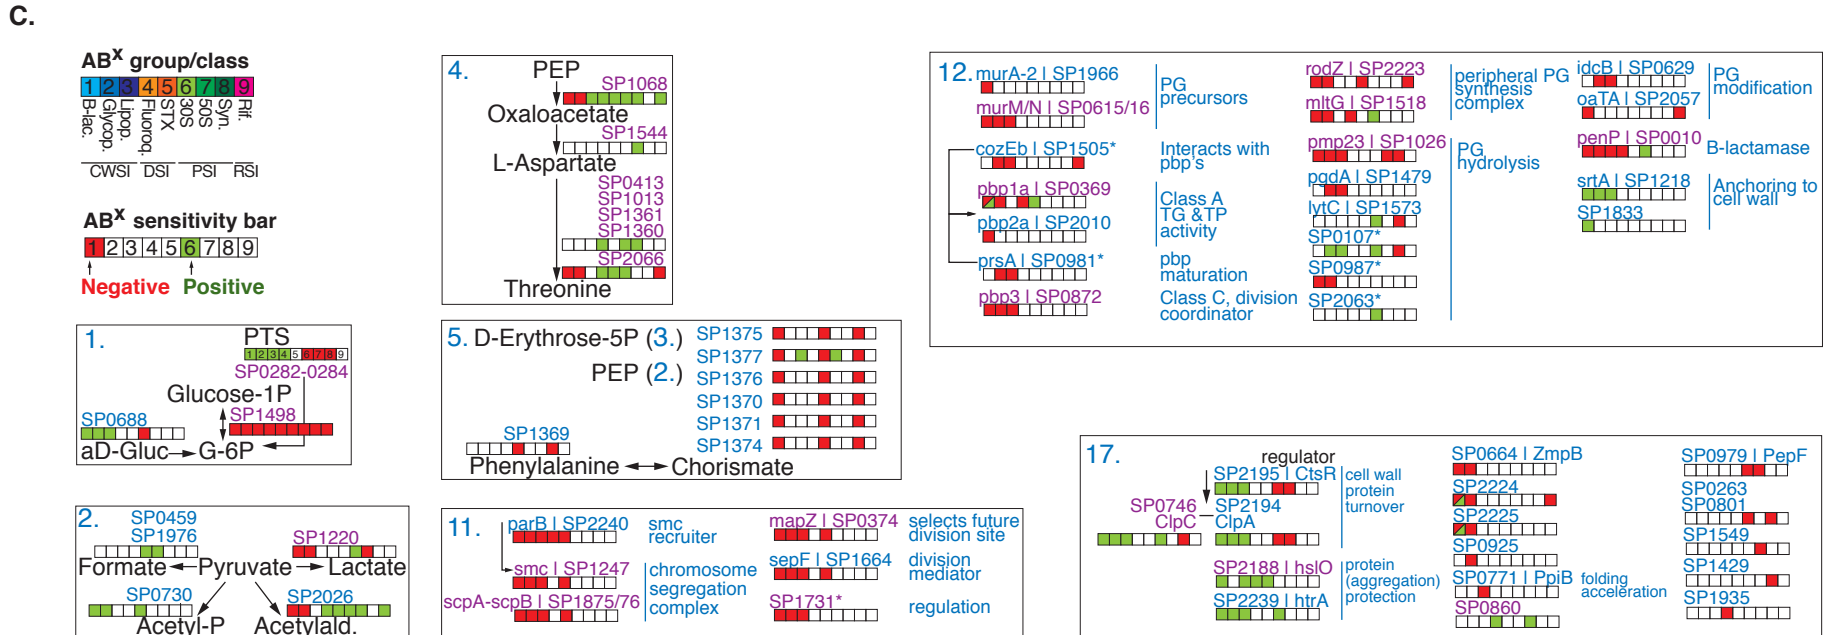 C.
ABx group/class
1 2 3 4 5 6 7 8 9
B-lac.
Glycop.
Lipop.
Fluoroq.
STX
30S
50S
Syn.
Rif.
CWSI DSI PSI RSI
ABx sensitivity bar
1 2 3 4 5 6 7 8 9
Negative Positive
1.
PTS
1 2 3 4 5 6 7 8 9
SP0282-0284
Glucose-1P
SP0688
SP1498
aD-Gluc G-6P
2.
SP0459
SP1976
SP1220
Formate Pyruvate Lactate
SP0730
SP2026
Acetyl-P Acetylald.
4.
PEP
SP1068
Oxaloacetate
SP1544
L-Aspartate
SP0413
SP1013
SP1361
SP1360
SP2066
Threonine
5. D-Erythrose-5P (3.)
PEP (2.)
SP1375
SP1377
SP1376
SP1370
SP1371
SP1374
SP1369
Phenylalanine Chorismate
11.
parB | SP2240
smc
recruiter
smc | SP1247
scpA-scpB | SP1875/76
chromosome
segregation
complex
mapZ | SP0374
selects future
division site
sepF | SP1664
division
mediator
SP1731*
regulation
12.
murA-2 | SP1966
murM/N | SP0615/16
PG
precursors
cozEb | SP1505*
Interacts with
pbp's
pbp1a | SP0369
pbp2a | SP2010
Class A
TG &TP
activity
prsA | SP0981*
pbp
maturation
pbp3 | SP0872
Class C, division
coordinator
rodZ | SP2223
mltG | SP1518
peripheral PG
synthesis
complex
pmp23 | SP1026
pgdA | SP1479
lytC | SP1573
SP0107*
SP0987*
SP2063*
PG
hydrolysis
idcB | SP0629
oaTA | SP2057
PG
modification
penP | SP0010
B-lactamase
srtA | SP1218
SP1833
Anchoring to
cell wall
17.
regulator
SP2195 | CtsR
SP0746
ClpC
SP2194
ClpA
cell wall
protein
turnover
SP2188 | hslO
SP2239 | htrA
protein
(aggregation)
protection
SP0664 | ZmpB
SP2224
SP2225
SP0925
SP0771 | PpiB
folding
acceleration
SP0860
SP0979 | PepF
SP0263
SP0801
SP1549
SP1429
SP1935